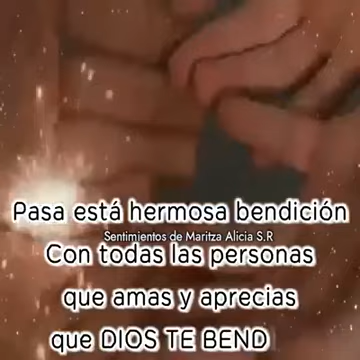 Pasa está hermosa bendición
Sentimientos de Maritza Alicia S.R
Con todas las personas
que amas y aprecias
que DIOS TE BEND